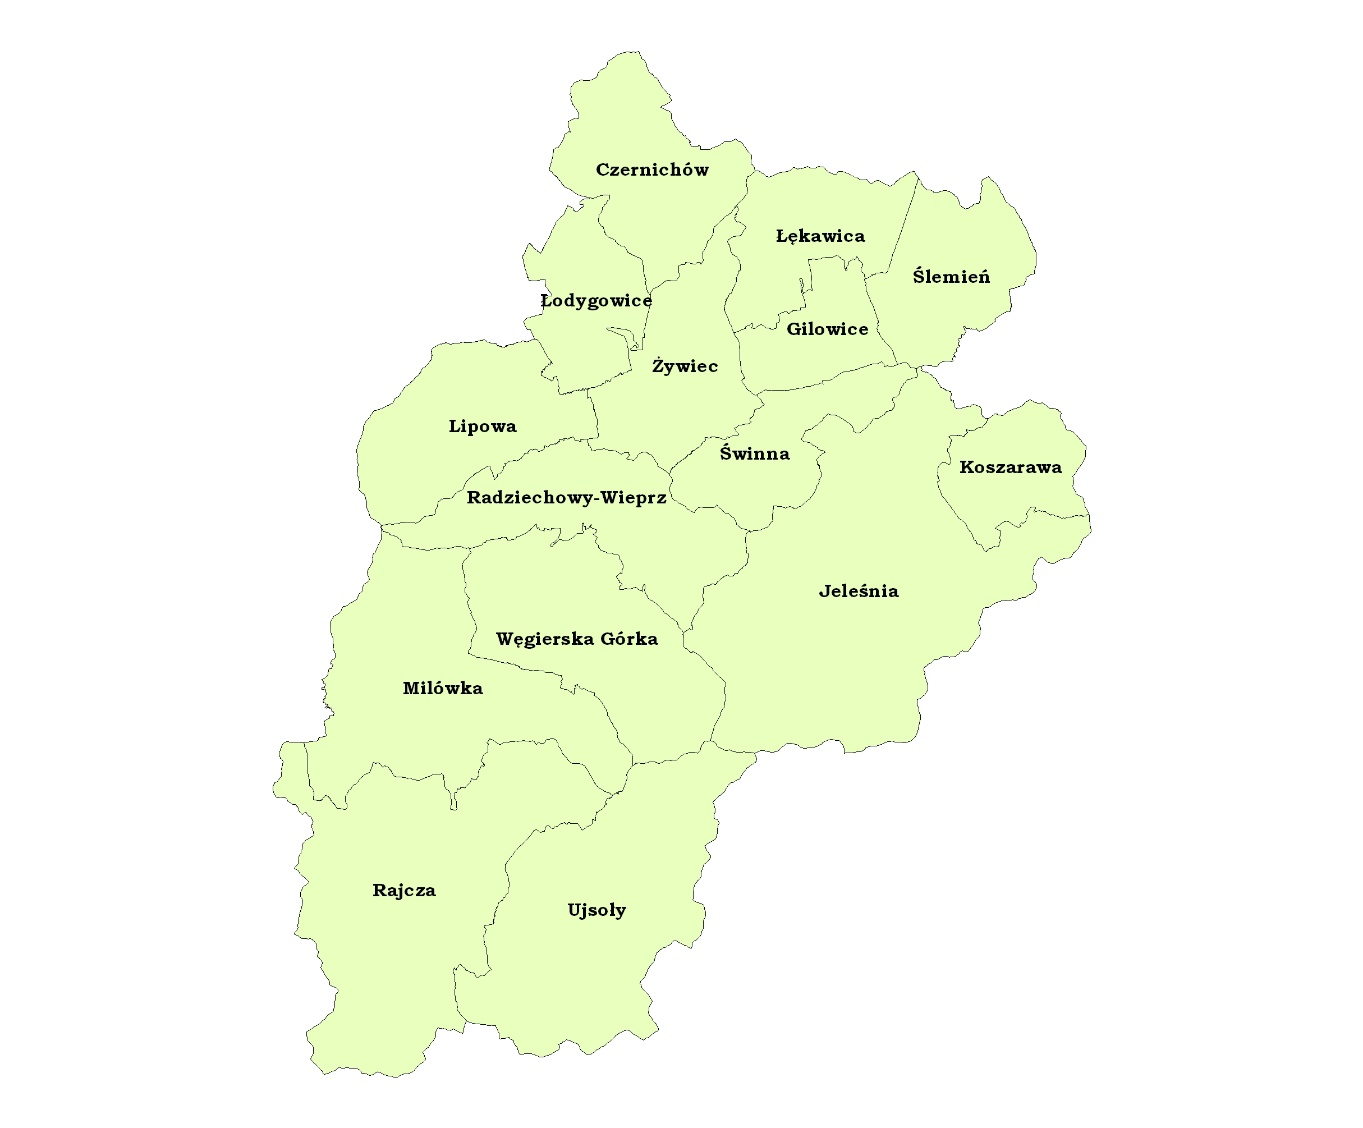 Czernichów
Łękawica
Ślemień
Łodygowice
Gilowice
Żywiec
Lipowa
Świnna
Koszarawa
Radziechowy-Wieprz
Jeleśnia
Węgierska Górka
Milówka
Rajcza
Ujsoły